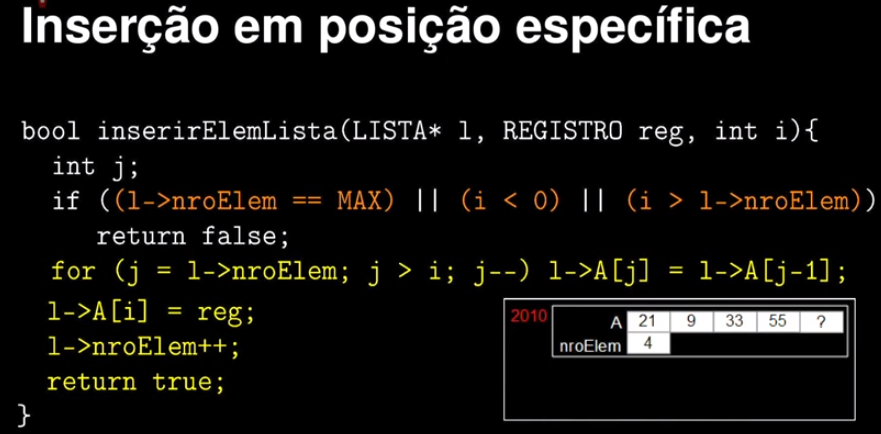 Inserção em posição específica
bool inserirElemLista(LISTA* l, REGISTRO reg, int i){
int j;
if ((l->nroElem == MAX) || (i < 0) || (i > l->nroElem))
return false;
for (j = l->nroElem; j > i; j--) l->A[j] = l->A[j-1];
l->A[i] = reg;
l->nroElem++;
return true;
}
2010
A 21 9 33 55 ?
nroElem 4